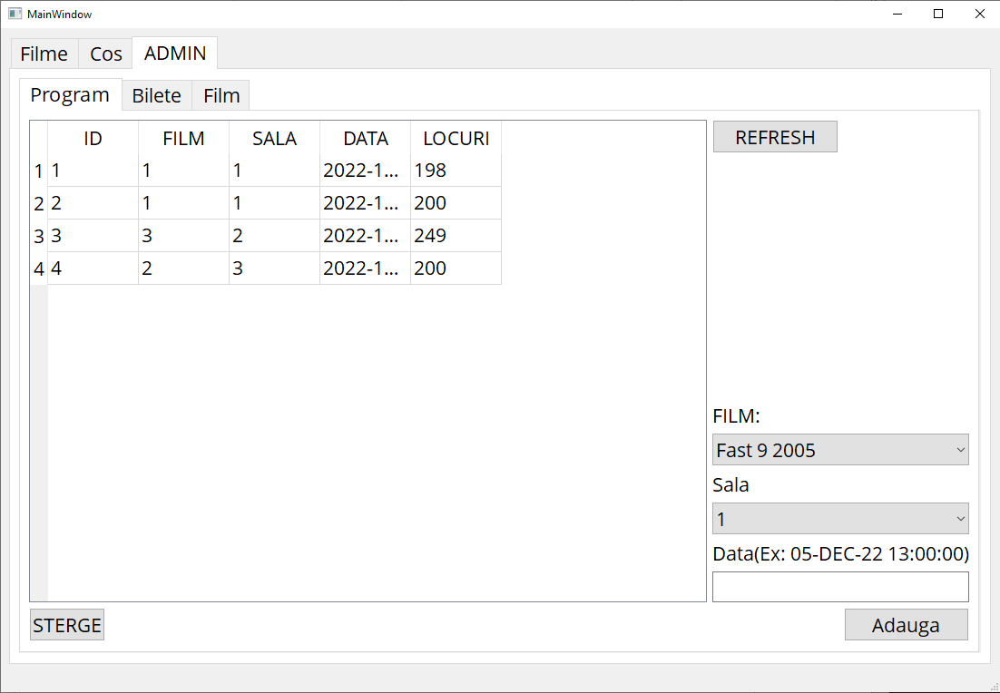 MainWindow
Filme Cos ADMIN
Program Bilete Film
ID FILM SALA DATA LOCURI
1 1 1 1 2022-1... 198
2 2 1 1 2022-1... 200
3 3 3 2 2022-1... 249
4 4 2 3 2022-1... 200
REFRESH
FILM:
Fast 9 2005
Sala
1
Data(Ex: 05-DEC-22 13:00:00)
STERGE
Adauga